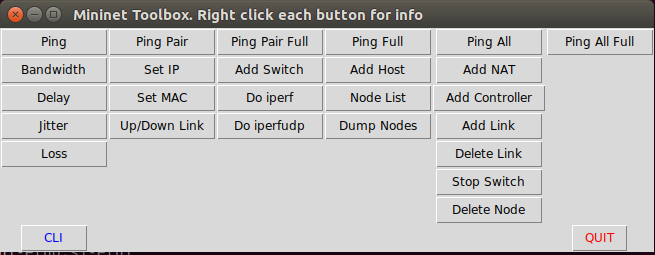 Mininet Toolbox. Right click each button for info
Ping Ping Pair Ping Pair Full Ping Full Ping All Ping All Full
Bandwidth Set IP Add Switch Add Host Add NAT
Delay Set MAC Do iperf Node List Add Controller
Jitter Up/Down Link Do iperfudp Dump Nodes Add Link
Loss Delete Link
Stop Switch
Delete Node
CLI QUIT